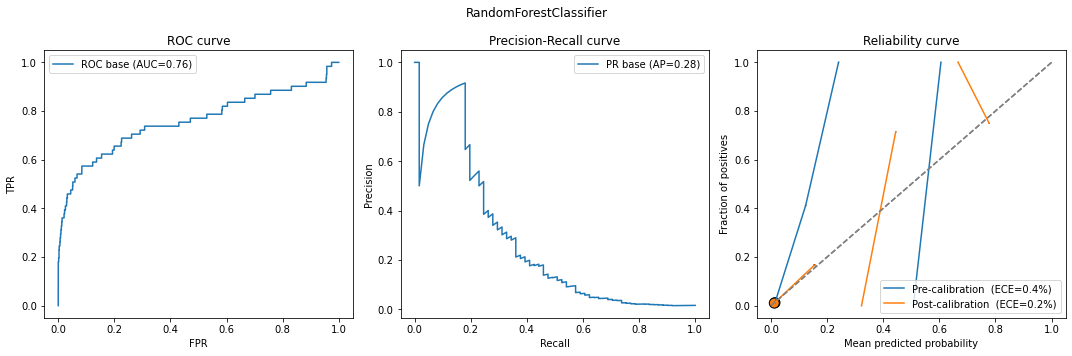 RandomForestClassifier
ROC curve
ROC base (AUC=0.76)
1.0
0.8
0.6
0.4
0.2
0.0
TPR
0.0 0.2 0.4 0.6 0.8 1.0
FPR
Precision-Recall curve
PR base (AP=0.28)
1.0
0.8
0.6
0.4
0.2
0.0
Precision
0.0 0.2 0.4 0.6 0.8 1.0
Recall
Reliability curve
1.0
0.8
0.6
0.4
0.2
0.0
Fraction of positives
Pre-calibration (ECE=0.4%)
Post-calibration (ECE=0.2%)
0.0 0.2 0.4 0.6 0.8 1.0
Mean predicted probability